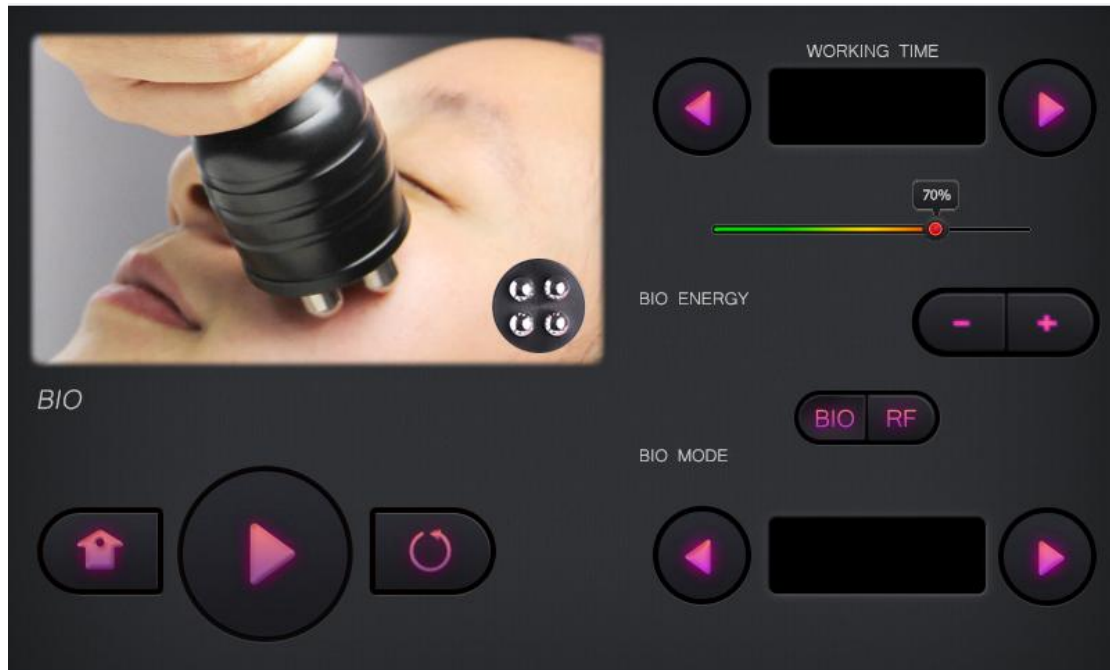 WORKING TIME
70%
BIO ENERGY
- +
BIO
BIO RF
BIO MODE